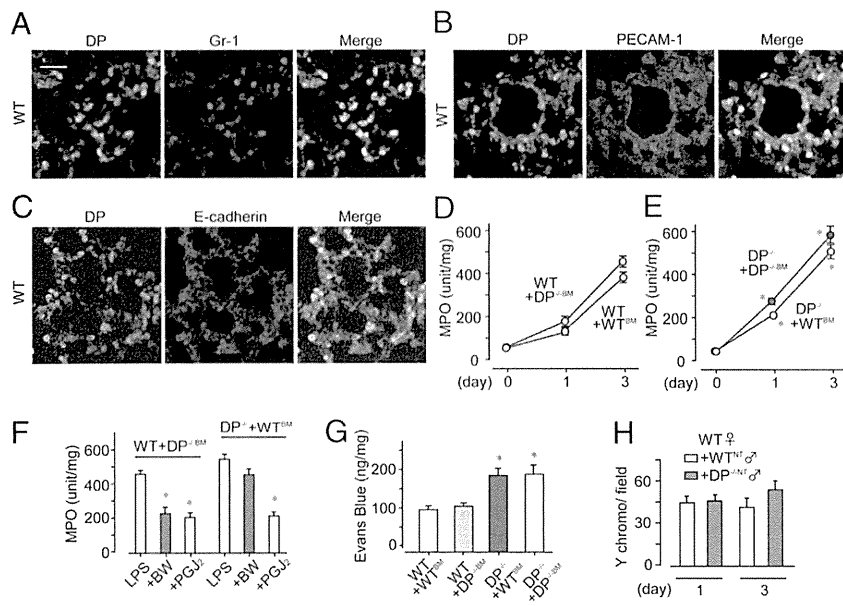 A
DP Gr-1 Merge
WT
B
DP PECAM-1 Merge
WT
C
DP E-cadherin Merge
WT
D
MPO (unit/mg)
600
400
200
0
WT
+DP-/-BM
WT
+WTBM
(day) 0 1 3
E
MPO (unit/mg)
600
400
200
0
DP-/-
+DP-/-BM
DP-/-
+WTBM
* * * *
(day) 0 1 3
F
MPO (unit/mg)
600
400
200
0
WT+DP-/-BM DP-/-+WTBM
* * *
LPS +BW +PGJ2 LPS +BW +PGJ2
G
Evans Blue (ng/mg)
200
100
0
* *
WT +WTBM
WT +DP-/-BM
DP-/- +WTBM
DP-/- +DP-/-BM
H
Y chromo/ field
60
30
0
WT ♀
+WTNT♂
+DP-/-NT♂
(day) 1 3